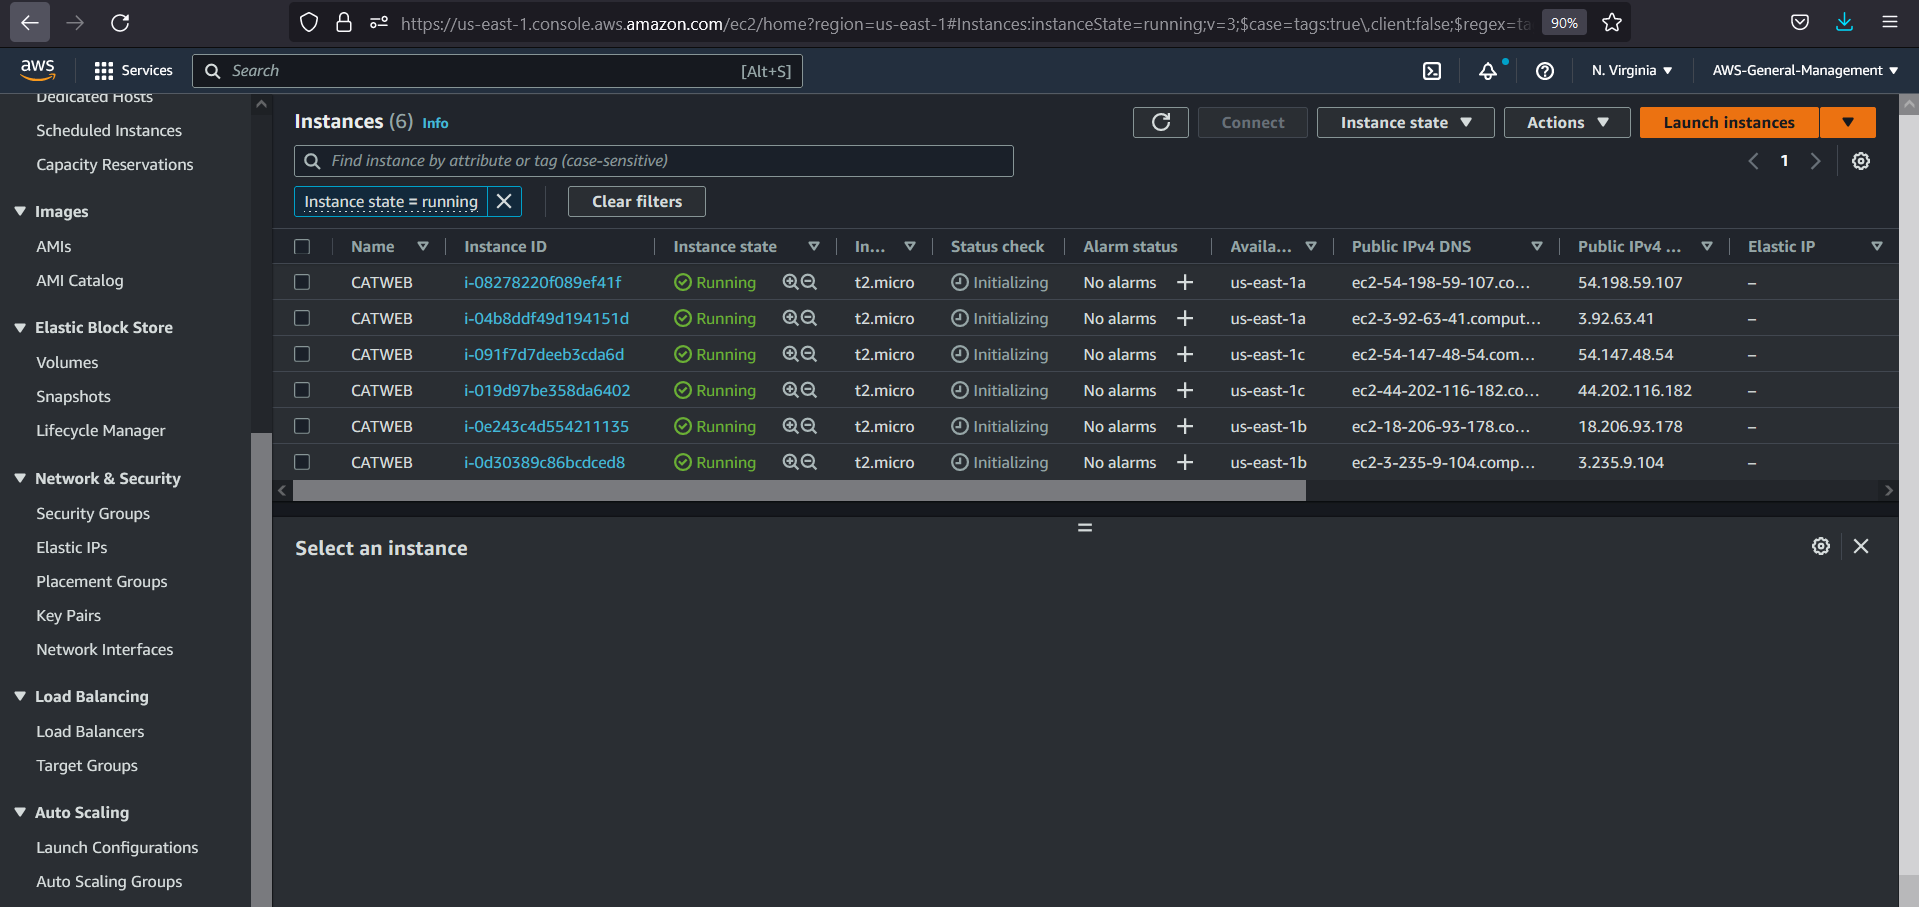 https://us-east-1.console.aws.amazon.com/ec2/home?region=us-east-1#Instances:instanceState=running;v=3;$case=tags:true\,client:false;$regex=ta
90%
aws
Services
Search
[Alt+S]
N. Virginia
AWS-General-Management
Dedicated Hosts
Scheduled Instances
Capacity Reservations
Images
AMIs
AMI Catalog
Elastic Block Store
Volumes
Snapshots
Lifecycle Manager
Network & Security
Security Groups
Elastic IPs
Placement Groups
Key Pairs
Network Interfaces
Load Balancing
Load Balancers
Target Groups
Auto Scaling
Launch Configurations
Auto Scaling Groups
Instances (6) Info
Connect
Instance state
Actions
Launch instances
Find instance by attribute or tag (case-sensitive)
1
Instance state = running
Clear filters
Name Instance ID Instance state In... Status check Alarm status Availa... Public IPv4 DNS Public IPv4 ... Elastic IP
CATWEB i-08278220f089ef41f Running t2.micro Initializing No alarms + us-east-1a ec2-54-198-59-107.co... 54.198.59.107 –
CATWEB i-04b8ddf49d194151d Running t2.micro Initializing No alarms + us-east-1a ec2-3-92-63-41.comput... 3.92.63.41 –
CATWEB i-091f7d7deeb3cda6d Running t2.micro Initializing No alarms + us-east-1c ec2-54-147-48-54.com... 54.147.48.54 –
CATWEB i-019d97be358da6402 Running t2.micro Initializing No alarms + us-east-1c ec2-44-202-116-182.co... 44.202.116.182 –
CATWEB i-0e243c4d554211135 Running t2.micro Initializing No alarms + us-east-1b ec2-18-206-93-178.co... 18.206.93.178 –
CATWEB i-0d30389c86bcdced8 Running t2.micro Initializing No alarms + us-east-1b ec2-3-235-9-104.comp... 3.235.9.104 –
Select an instance